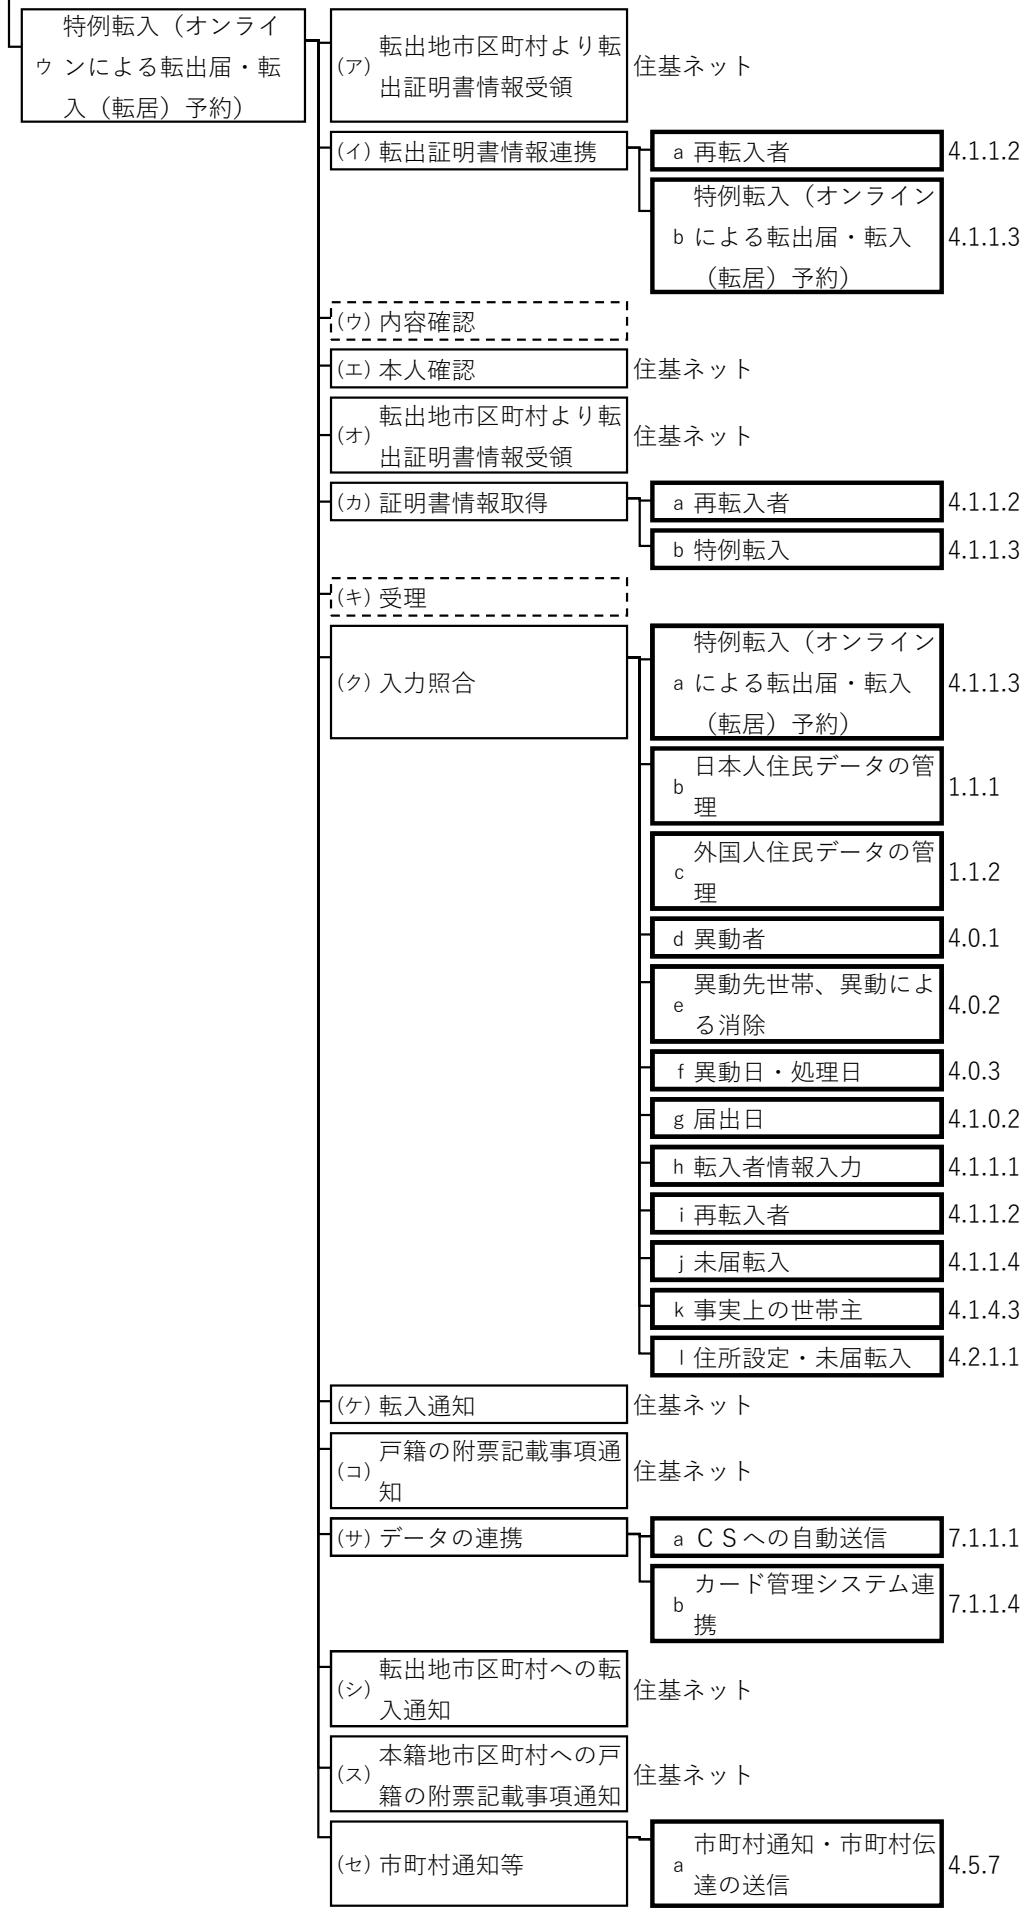 特例転入（オンライ
ウ ンによる転出届・転
入（転居）予約）
転出地市区町村より転
(ア)
出証明書情報受領
住基ネット
(イ) 転出証明書情報連携
a 再転入者
4.1.1.2
特例転入（オンライン
b による転出届・転入
（転居）予約）
4.1.1.3
(ウ) 内容確認
(エ) 本人確認
住基ネット
転出地市区町村より転
(オ)
出証明書情報受領
住基ネット
(カ) 証明書情報取得
a 再転入者
4.1.1.2
b 特例転入
4.1.1.3
(キ) 受理
(ク) 入力照合
特例転入（オンライン
a による転出届・転入
（転居）予約）
4.1.1.3
日本人住民データの管
b
理
1.1.1
外国人住民データの管
c
理
1.1.2
d 異動者
4.0.1
異動先世帯、異動によ
e
る消除
4.0.2
f 異動日・処理日
4.0.3
g 届出日
4.1.0.2
h 転入者情報入力
4.1.1.1
i 再転入者
4.1.1.2
j 未届転入
4.1.1.4
k 事実上の世帯主
4.1.4.3
l 住所設定・未届転入
4.2.1.1
(ケ) 転入通知
住基ネット
戸籍の附票記載事項通
(コ)
知
住基ネット
(サ) データの連携
a ＣＳへの自動送信
7.1.1.1
カード管理システム連
b
携
7.1.1.4
転出地市区町村への転
(シ)
入通知
住基ネット
本籍地市区町村への戸
(ス)
籍の附票記載事項通知
住基ネット
(セ) 市町村通知等
市町村通知・市町村伝
a
達の送信
4.5.7